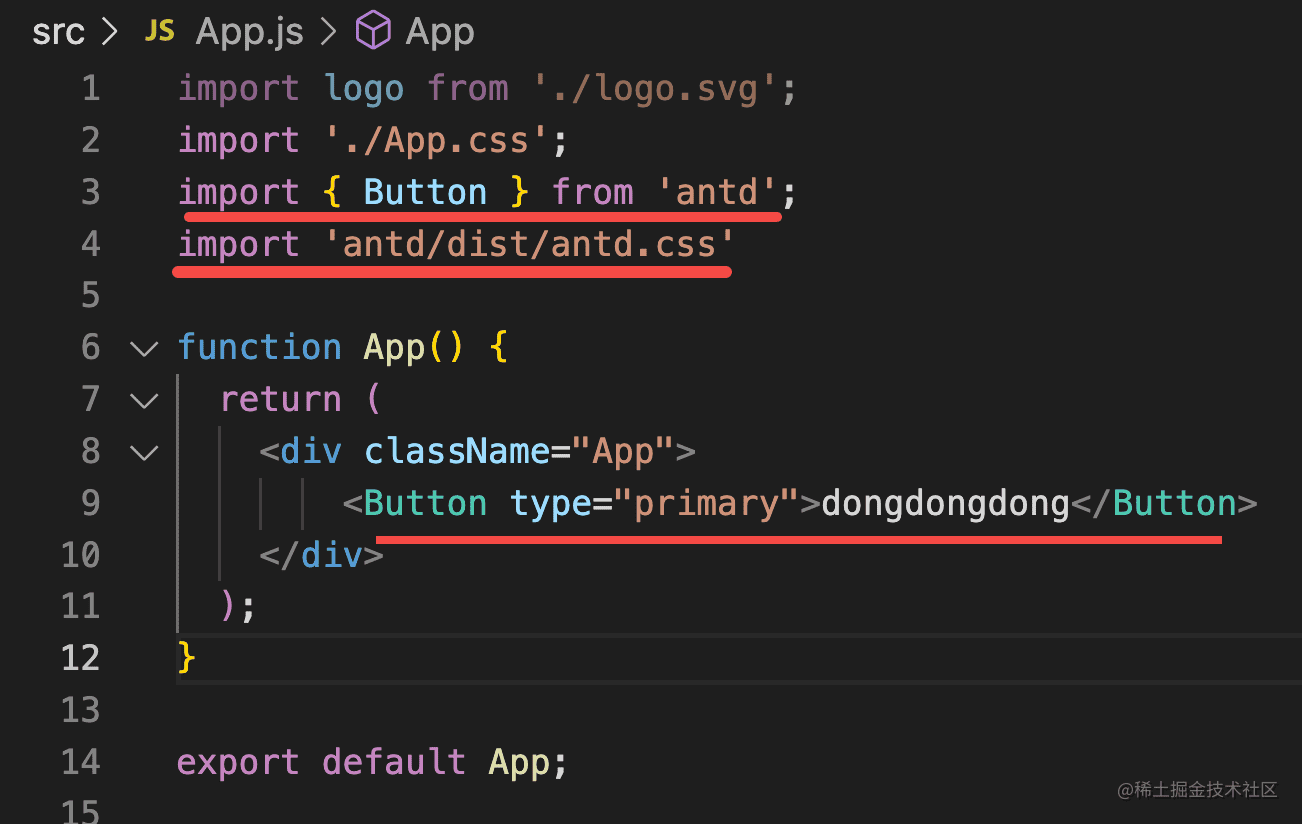 src > JS App.js > App
1 import logo from './logo.svg';
2 import './App.css';
3 import { Button } from 'antd';
4 import 'antd/dist/antd.css'
5
6 function App() {
7 return (
8 <div className="App">
9 <Button type="primary">dongdongdong</Button>
10 </div>
11 );
12 }
13
14 export default App;
15
@稀土掘金技术社区